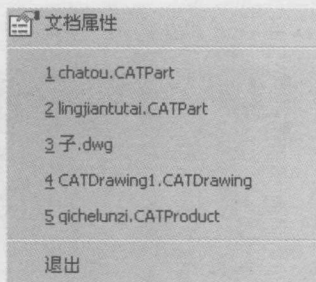 文档属性
1 chatou.CATPart
2 lingjiantutai.CATPart
3 子.dwg
4 CATDrawing1.CATDrawing
5 qichelunzi.CATProduct
退出